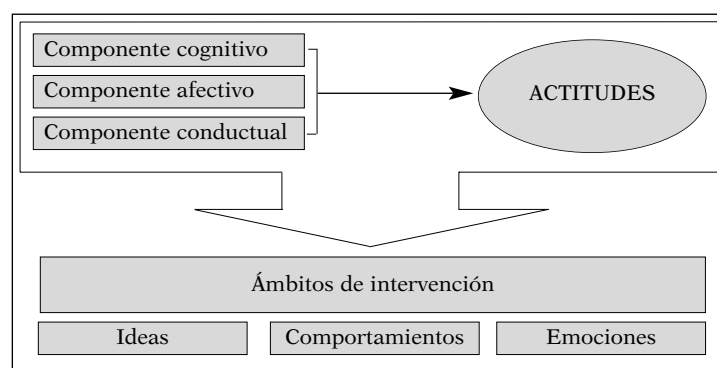 Componente cognitivo
Componente afectivo
Componente conductual
ACTITUDES
Ámbitos de intervención
Ideas
Comportamientos
Emociones